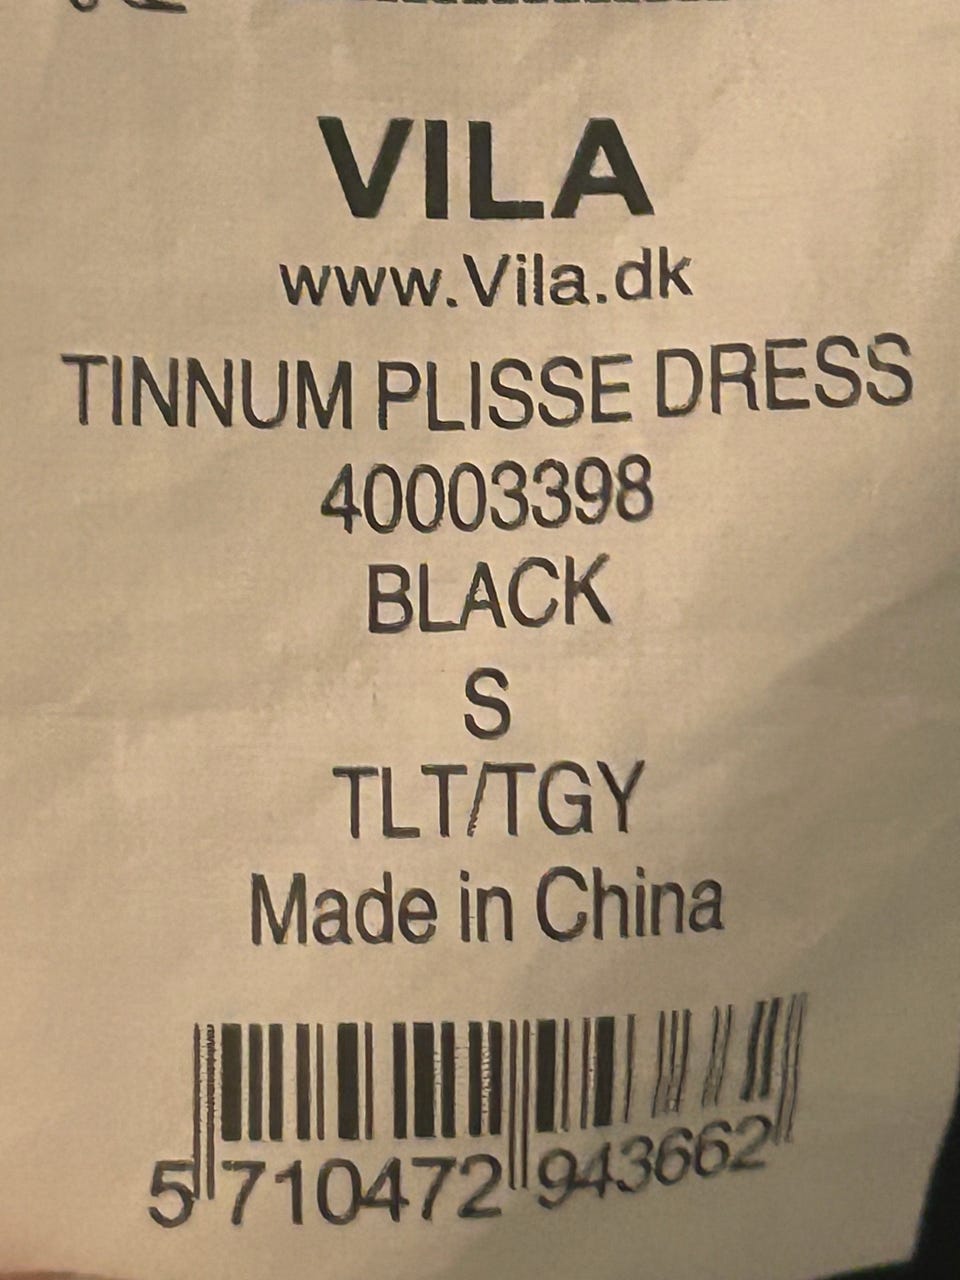 VILA
www.Vila.dk
TINNUM PLISSE DRESS
40003398
BLACK
S
TLT/TGY
Made in China
5 710472 943662